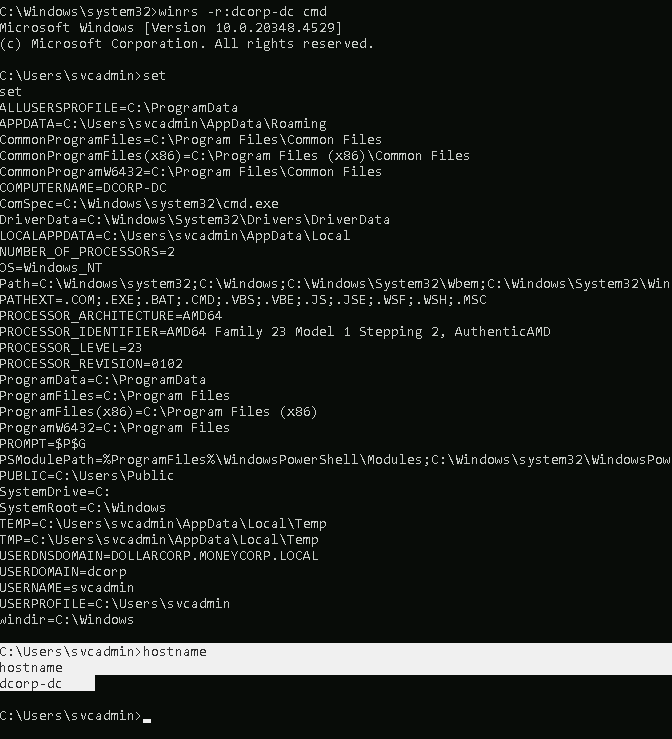 C:\Windows\system32>winrs -r:dcorp-dc cmd
Microsoft Windows [Version 10.0.20348.4529]
(c) Microsoft Corporation. All rights reserved.
C:\Users\svcadmin>set
set
ALLUSERSPROFILE=C:\ProgramData
APPDATA=C:\Users\svcadmin\AppData\Roaming
CommonProgramFiles=C:\Program Files\Common Files
CommonProgramFiles(x86)=C:\Program Files (x86)\Common Files
CommonProgramW6432=C:\Program Files\Common Files
COMPUTERNAME=DCORP-DC
ComSpec=C:\Windows\system32\cmd.exe
DriverData=C:\Windows\System32\Drivers\DriverData
LOCALAPPDATA=C:\Users\svcadmin\AppData\Local
NUMBER_OF_PROCESSORS=2
OS=Windows_NT
Path=C:\Windows\system32;C:\Windows;C:\Windows\System32\Wbem;C:\Windows\System32\Win
PATHEXT=.COM;.EXE;.BAT;.CMD;.VBS;.VBE;.JS;.JSE;.WSF;.WSH;.MSC
PROCESSOR_ARCHITECTURE=AMD64
PROCESSOR_IDENTIFIER=AMD64 Family 23 Model 1 Stepping 2, AuthenticAMD
PROCESSOR_LEVEL=23
PROCESSOR_REVISION=0102
ProgramData=C:\ProgramData
ProgramFiles=C:\Program Files
ProgramFiles(x86)=C:\Program Files (x86)
ProgramW6432=C:\Program Files
PROMPT=$P$G
PSModulePath=%ProgramFiles%\WindowsPowerShell\Modules;C:\Windows\system32\WindowsPow
PUBLIC=C:\Users\Public
SystemDrive=C:
SystemRoot=C:\Windows
TEMP=C:\Users\svcadmin\AppData\Local\Temp
TMP=C:\Users\svcadmin\AppData\Local\Temp
USERDNSDOMAIN=DOLLARCORP.MONEYCORP.LOCAL
USERDOMAIN=dcorp
USERNAME=svcadmin
USERPROFILE=C:\Users\svcadmin
windir=C:\Windows
C:\Users\svcadmin>hostname
hostname
dcorp-dc
C:\Users\svcadmin>